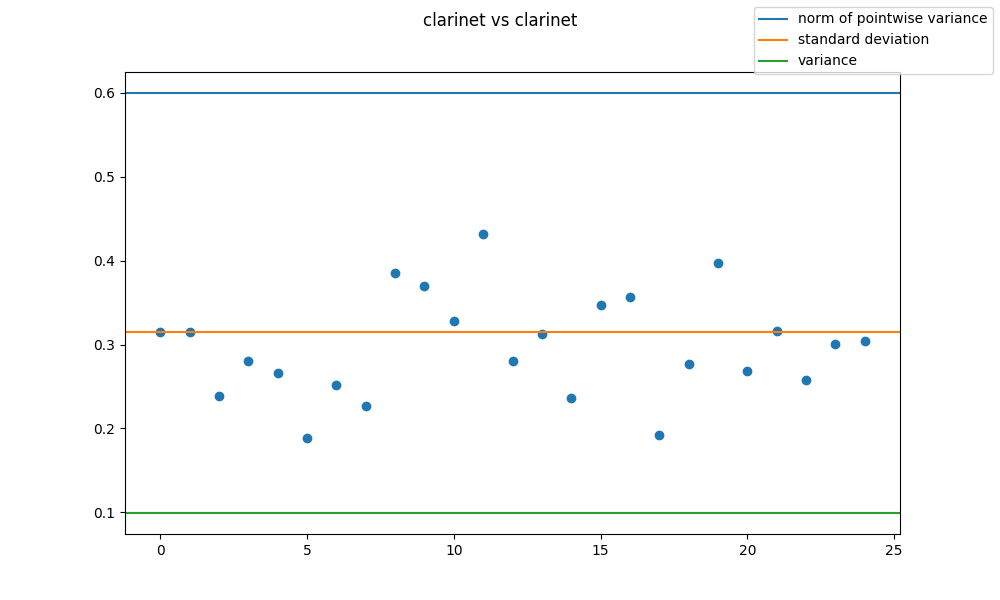 clarinet vs clarinet
norm of pointwise variance
standard deviation
variance
0.6
0.5
0.4
0.3
0.2
0.1
0 5 10 15 20 25